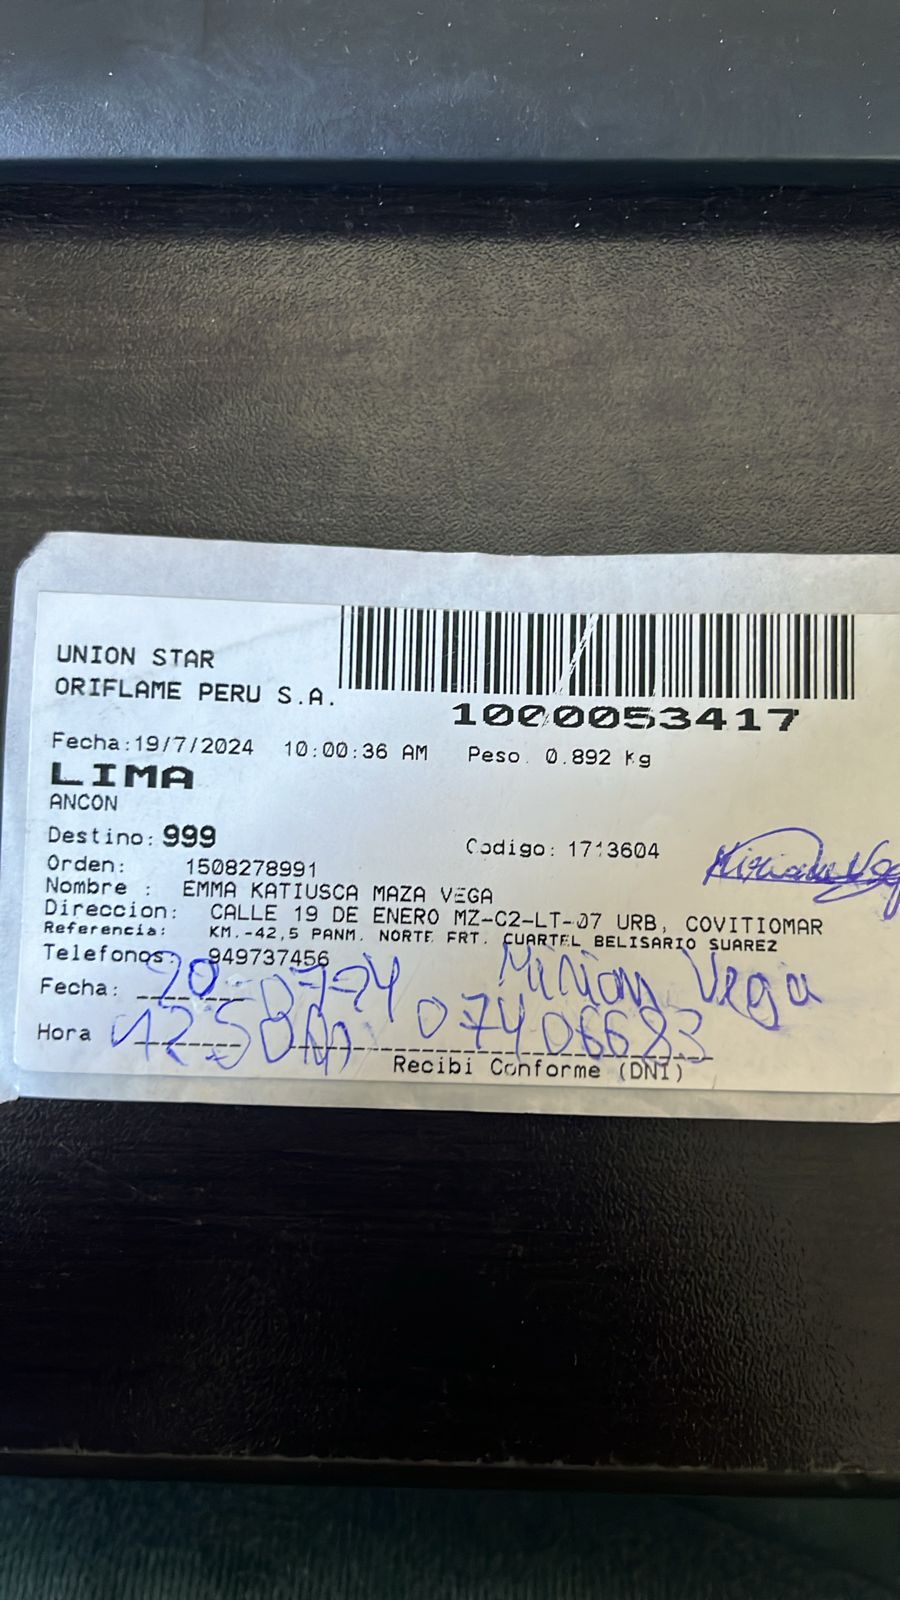 UNION STAR
ORIFLAME PERU S.A.
1000053417
Fecha:19/7/2024 10:00:36 AM Peso. 0.892 kg
LIMA
ANCON
Destino: 999
Orden: 1508278991 Codigo: 1713604
Nombre : EMMA KATIUSCA MAZA VEGA
Direccion: CALLE 19 DE ENERO MZ-C2-LT-07 URB, COVITIOMAR
Referencia: KM.-42,5 PANM. NORTE FRT. CUARTEL BELISARIO SUAREZ
Telefonos: 949737456
Fecha: 20-07-24 Vega
Hora 12:50 07406683
Recibi Conforme (DNI)